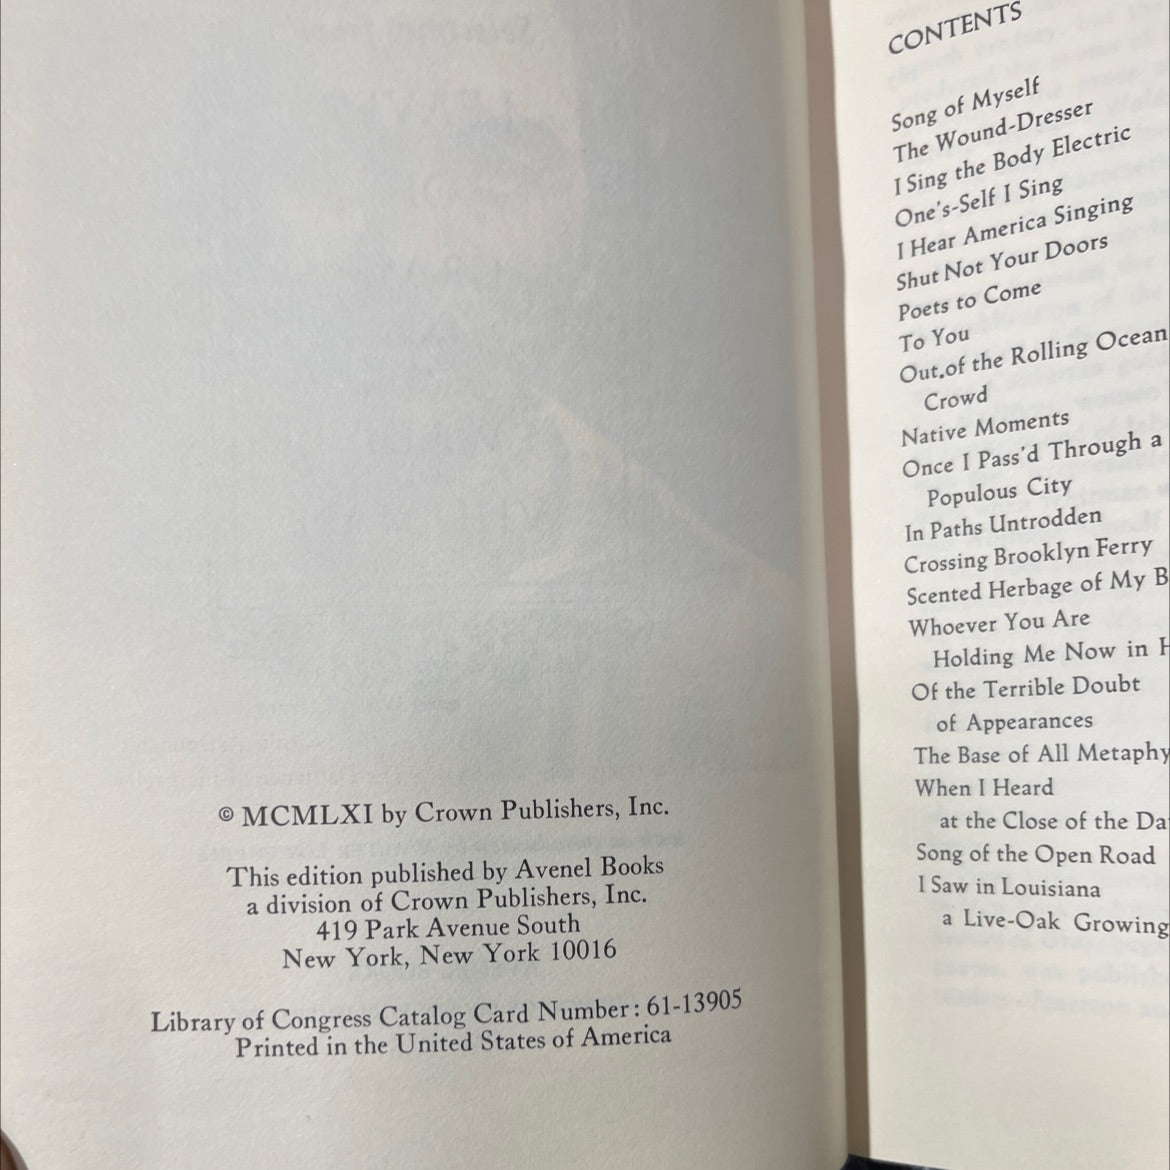 © MCMLXI by Crown Publishers, Inc.
This edition published by Avenel Books
a division of Crown Publishers, Inc.
419 Park Avenue South
New York, New York 10016
Library of Congress Catalog Card Number: 61-13905
Printed in the United States of America
CONTENTS
Song of Myself
The Wound-Dresser
I Sing the Body Electric
One's-Self I Sing
I Hear America Singing
Shut Not Your Doors
Poets to Come
To You
Out of the Rolling Ocean
Crowd
Native Moments
Once I Pass'd Through a
Populous City
In Paths Untrodden
Crossing Brooklyn Ferry
Scented Herbage of My B
Whoever You Are
Holding Me Now in H
Of the Terrible Doubt
of Appearances
The Base of All Metaphy
When I Heard
at the Close of the Da
Song of the Open Road
I Saw in Louisiana
a Live-Oak Growing